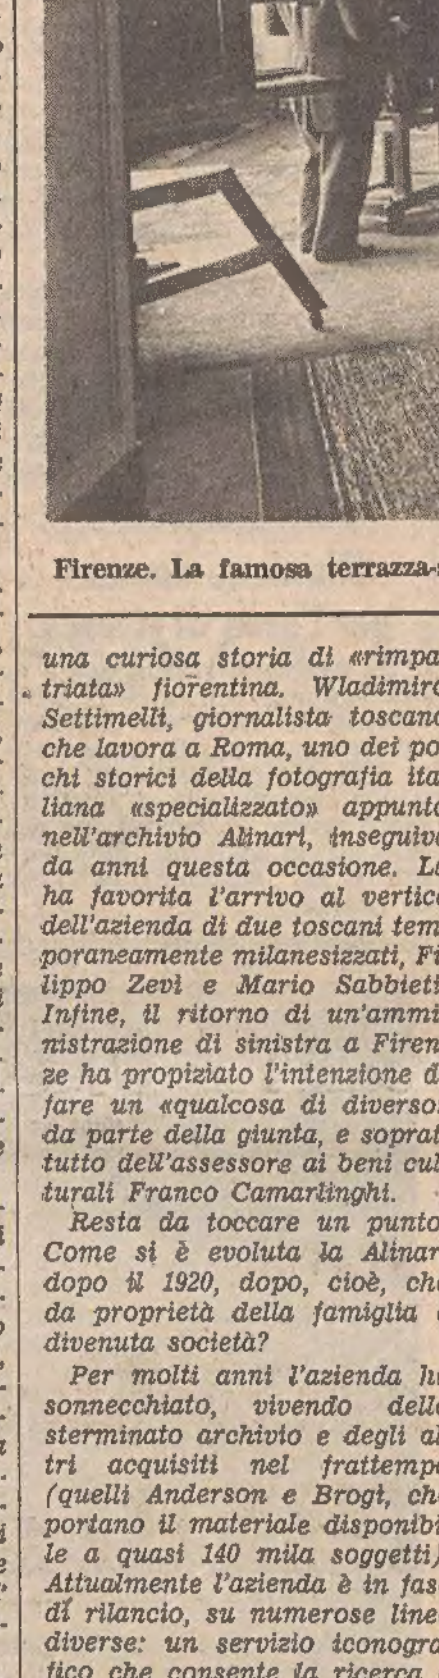 Firenze. La famosa terrazza-
una curiosa storia di «rimpa-
triata» fiorentina. Wladimiro
Settimelli, giornalista toscano
che lavora a Roma, uno dei po-
chi storici della fotografia ita-
liana «specializzato» appunto
nell'archivio Alinari, inseguiva
da anni questa occasione. L
ha favorita l'arrivo al vertice
dell'azienda di due toscani tem-
poraneamente milanesizzati, Fi-
lippo Zevi e Mario Sabbieti
Infine, il ritorno di un'ammi-
nistrazione di sinistra a Firen-
ze ha propiziato l'intenzione d
fare un «qualcosa di diverso»
da parte della giunta, e soprat-
tutto dell'assessore ai beni cul-
turali Franco Camarlinghi.
Resta da toccare un punto
Come si è evoluta la Alinar
dopo il 1920, dopo, cioè, che
da proprietà della famiglia è
divenuta società?
Per molti anni l'azienda ha
sonnecchiato, vivendo dello
sterminato archivio e degli al-
tri acquisiti nel frattempo
(quelli Anderson e Brogi, che
portano il materiale disponibi-
le a quasi 140 mila soggetti)
Attualmente l'azienda è in fas
di rilancio, su numerose line
diverse: un servizio iconogra-
fico che consente la ricerca